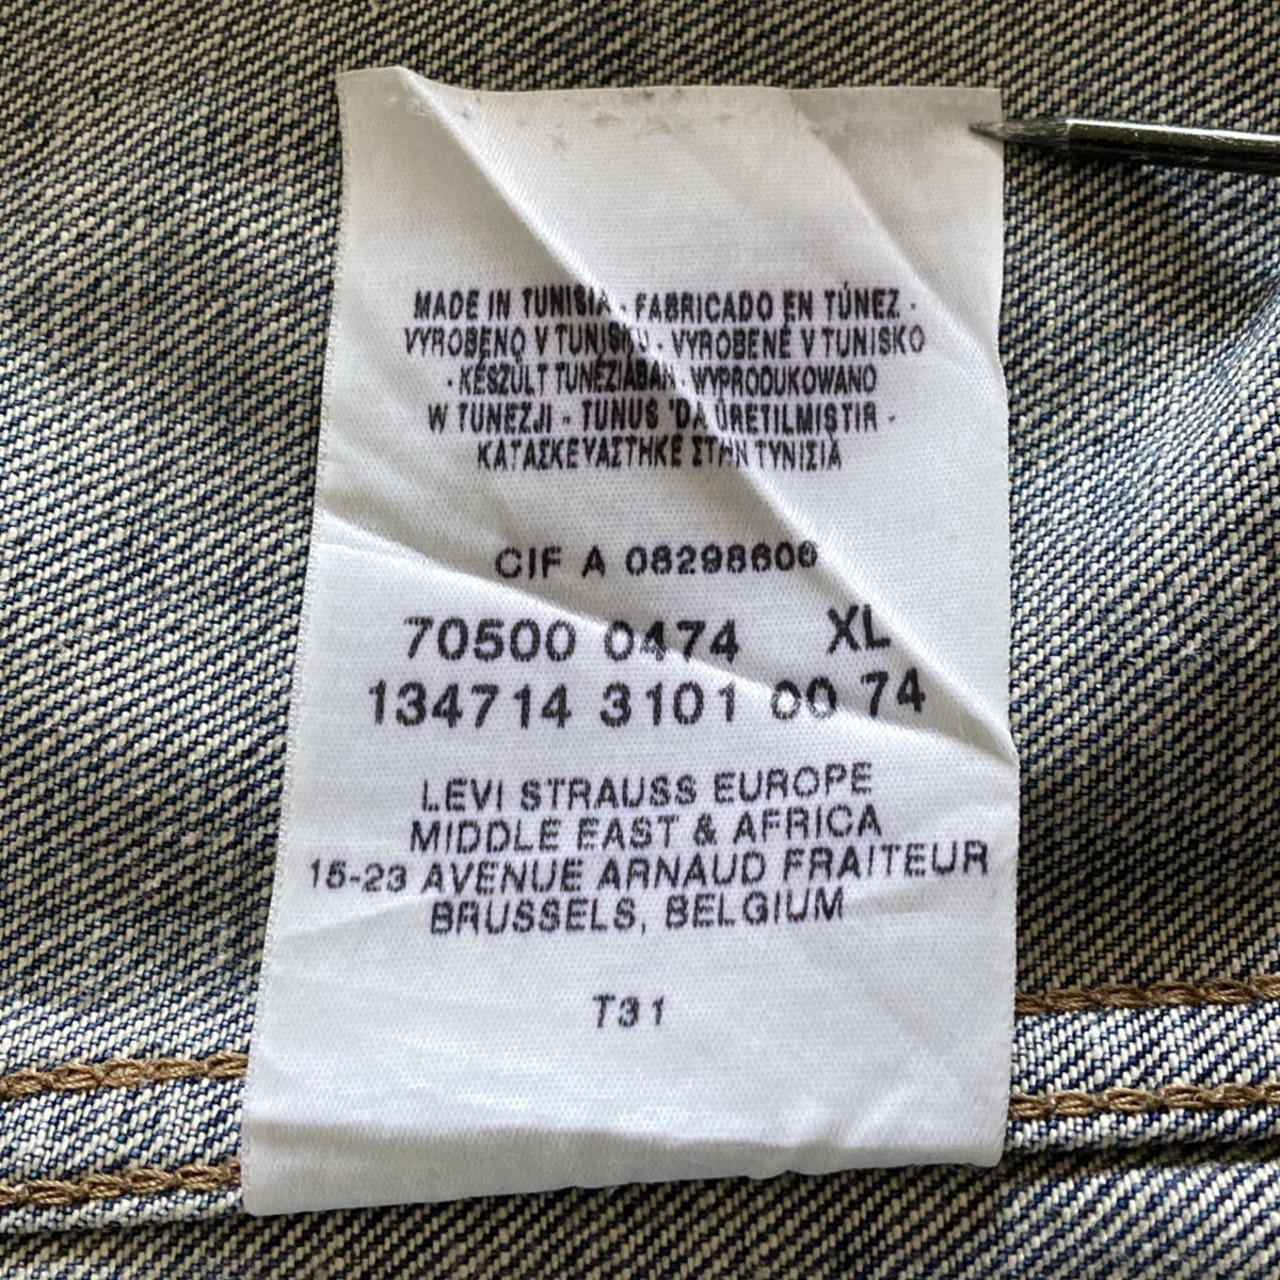 MADE IN TUNISIA - FABRICADO EN TÚNEZ -
VYROBENO V TUNISKU - VYROBENÉ V TUNISKO
- KÉSZÜLT TUNÉZIÁBAN - WYPRODUKOWANO
W TUNEZJI - TUNUS 'DA ÜRETILMISTIR -
ΚΑΤΑΣΚΕΥΑΣΤΗΚΕ ΣΤΗΝ ΤΥΝΙΣΙΑ
CIF A 08298606
70500 0474 XL
134714 3101 00 74
LEVI STRAUSS EUROPE
MIDDLE EAST & AFRICA
15-23 AVENUE ARNAUD FRAITEUR
BRUSSELS, BELGIUM
T31